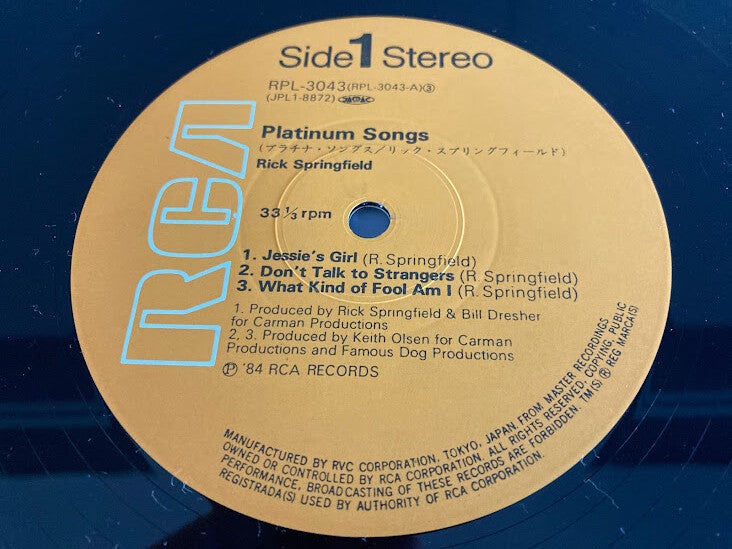 Side 1 Stereo
RPL-3043(RPL-3043-A)③
(JPL1-8872)
RCA
Platinum Songs
(プラチナ・ソングス/リック・スプリングフィールド)
Rick Springfield
33 1/3 rpm
1. Jessie's Girl (R. Springfield)
2. Don't Talk to Strangers (R. Springfield)
3. What Kind of Fool Am I (R. Springfield)
1. Produced by Rick Springfield & Bill Dresher
for Carman Productions
2, 3. Produced by Keith Olsen for Carman
Productions and Famous Dog Productions
Ⓟ '84 RCA RECORDS
MANUFACTURED BY RVC CORPORATION, TOKYO, JAPAN, FROM MASTER RECORDINGS
OWNED OR CONTROLLED BY RCA CORPORATION. ALL RIGHTS RESERVED. COPYING, PUBLIC
PERFORMANCE, BROADCASTING OF THESE RECORDS ARE FORBIDDEN. TM(S) ® REG MARCA(S)
REGISTRADA(S) USED BY AUTHORITY OF RCA CORPORATION.